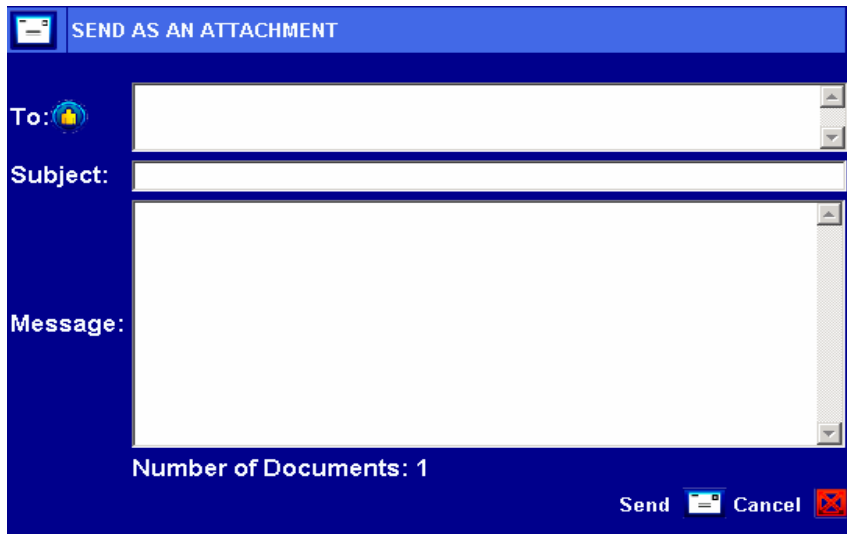 SEND AS AN ATTACHMENT
To:
Subject:
Message:
Number of Documents: 1
Send Cancel